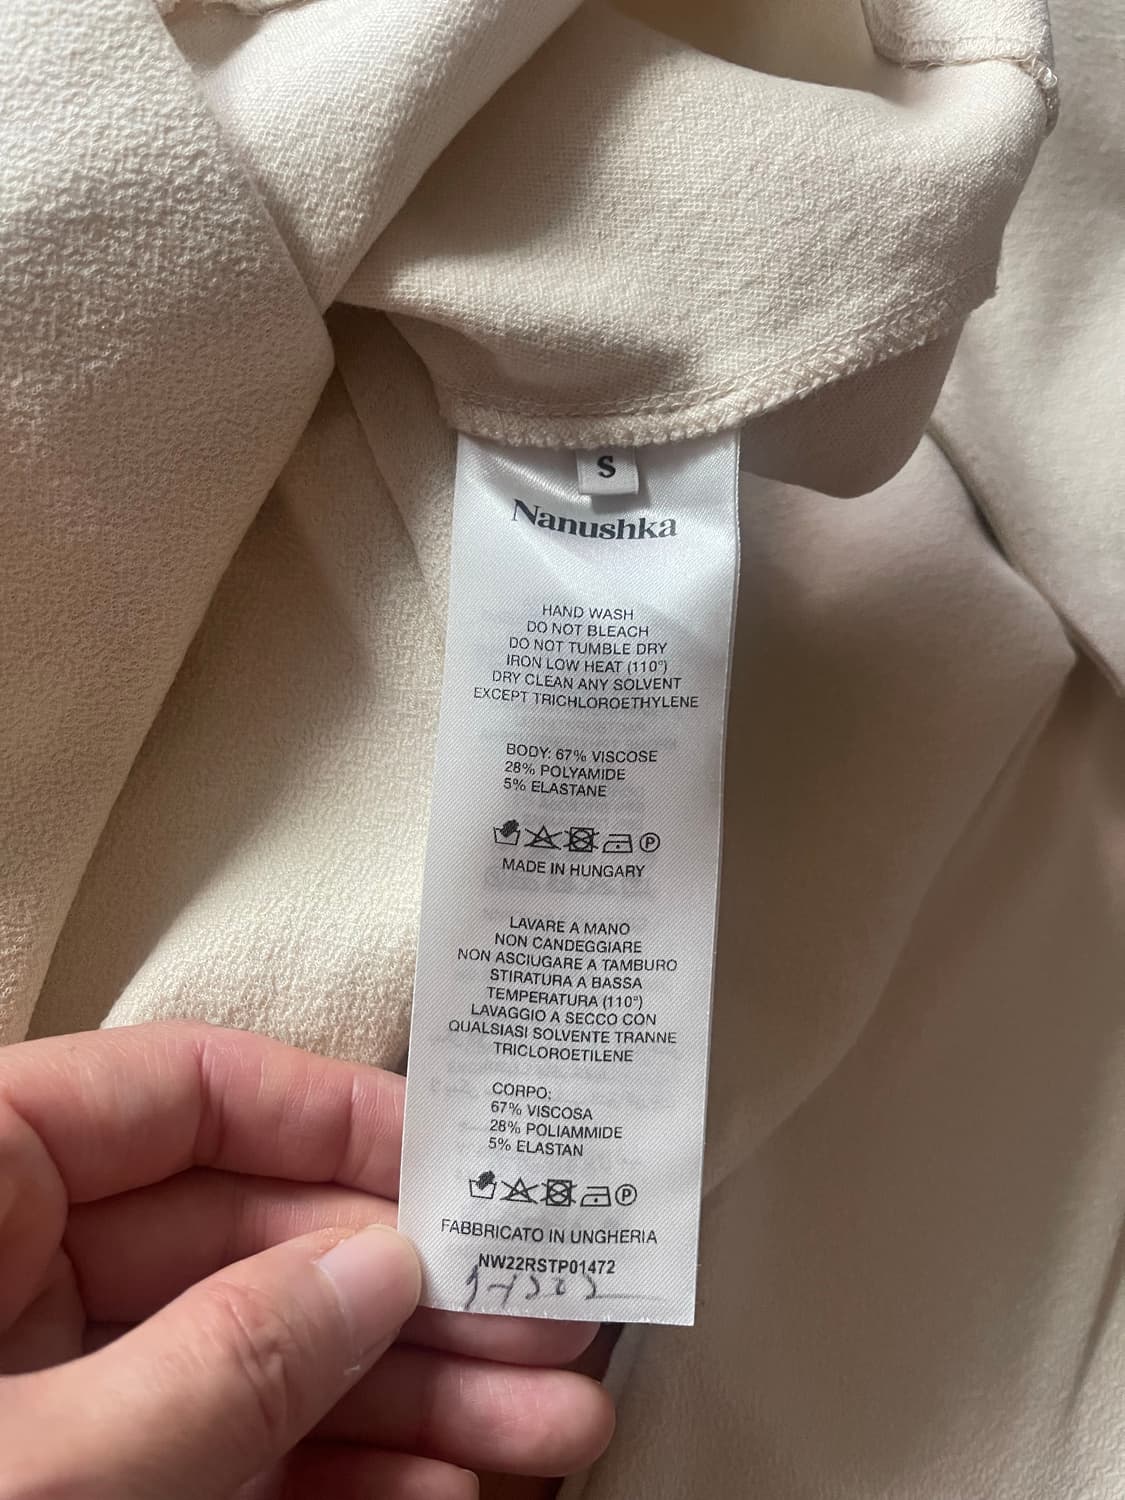 S
Nanushka
HAND WASH
DO NOT BLEACH
DO NOT TUMBLE DRY
IRON LOW HEAT (110°)
DRY CLEAN ANY SOLVENT
EXCEPT TRICHLOROETHYLENE
BODY: 67% VISCOSE
28% POLYAMIDE
5% ELASTANE
P
MADE IN HUNGARY
LAVARE A MANO
NON CANDEGGIARE
NON ASCIUGARE A TAMBURO
STIRATURA A BASSA
TEMPERATURA (110°)
LAVAGGIO A SECCO CON
QUALSIASI SOLVENTE TRANNE
TRICLOROETILENE
CORPO:
67% VISCOSA
28% POLIAMMIDE
5% ELASTAN
P
FABBRICATO IN UNGHERIA
NW22RSTP01472